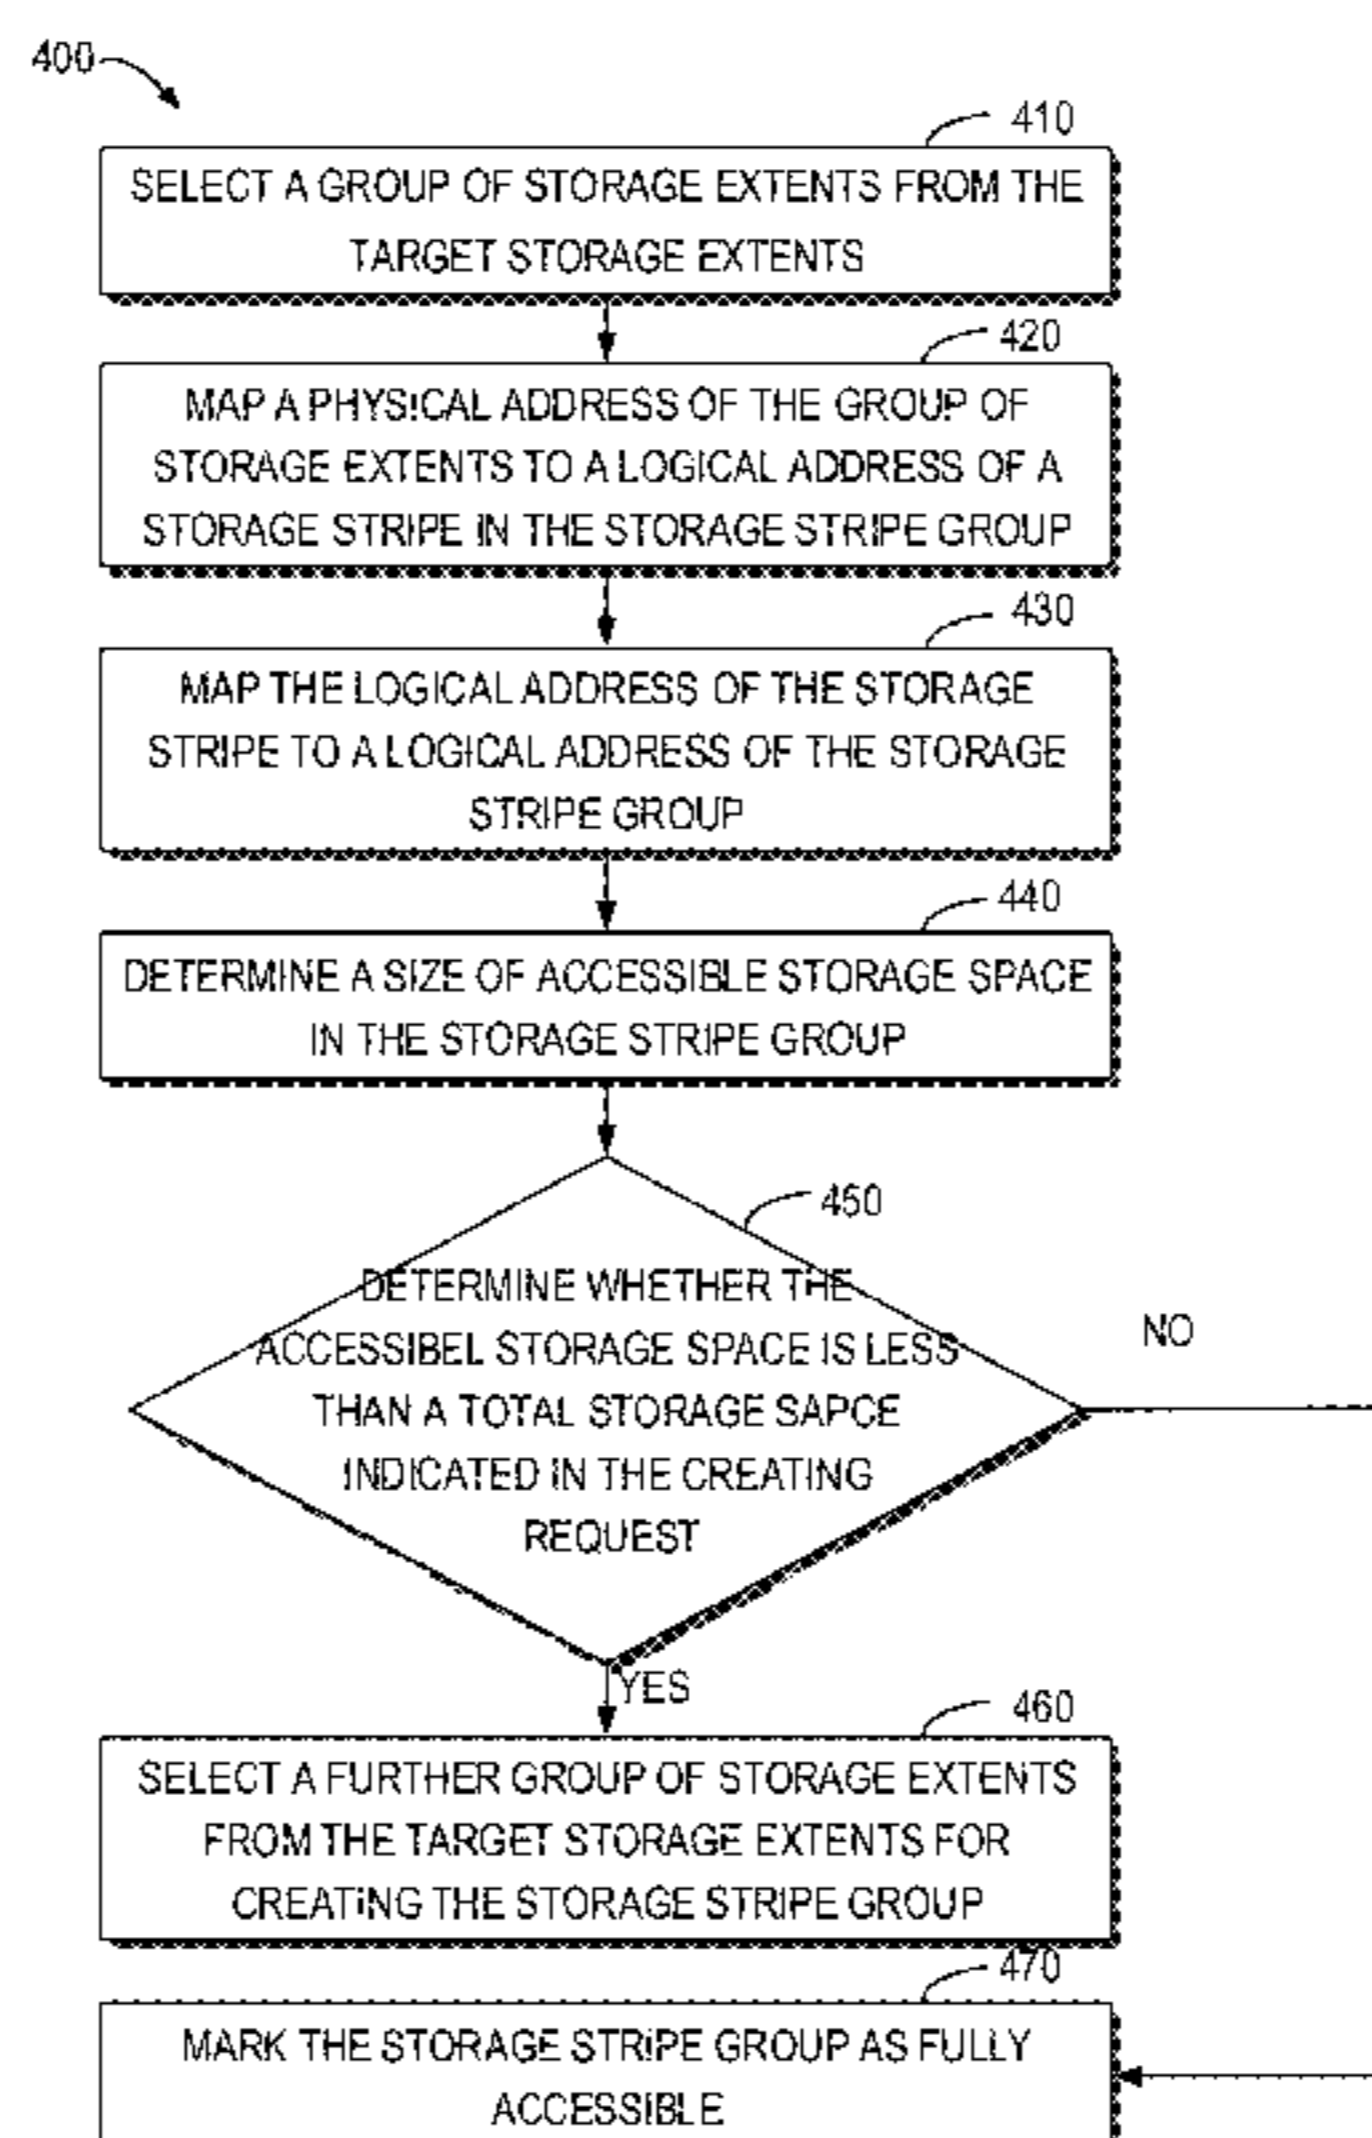 400
410
SELECT A GROUP OF STORAGE EXTENTS FROM THE
TARGET STORAGE EXTENTS
420
MAP A PHYSICAL ADDRESS OF THE GROUP OF
STORAGE EXTENTS TO A LOGICAL ADDRESS OF A
STORAGE STRIPE IN THE STORAGE STRIPE GROUP
430
MAP THE LOGICAL ADDRESS OF THE STORAGE
STRIPE TO A LOGICAL ADDRESS OF THE STORAGE
STRIPE GROUP
440
DETERMINE A SIZE OF ACCESSIBLE STORAGE SPACE
IN THE STORAGE STRIPE GROUP
450
DETERMINE WHETHER THE
ACCESSIBEL STORAGE SPACE IS LESS
THAN A TOTAL STORAGE SAPCE
INDICATED IN THE CREATING
REQUEST
NO
YES
460
SELECT A FURTHER GROUP OF STORAGE EXTENTS
FROM THE TARGET STORAGE EXTENTS FOR
CREATING THE STORAGE STRIPE GROUP
470
MARK THE STORAGE STRIPE GROUP AS FULLY
ACCESSIBLE